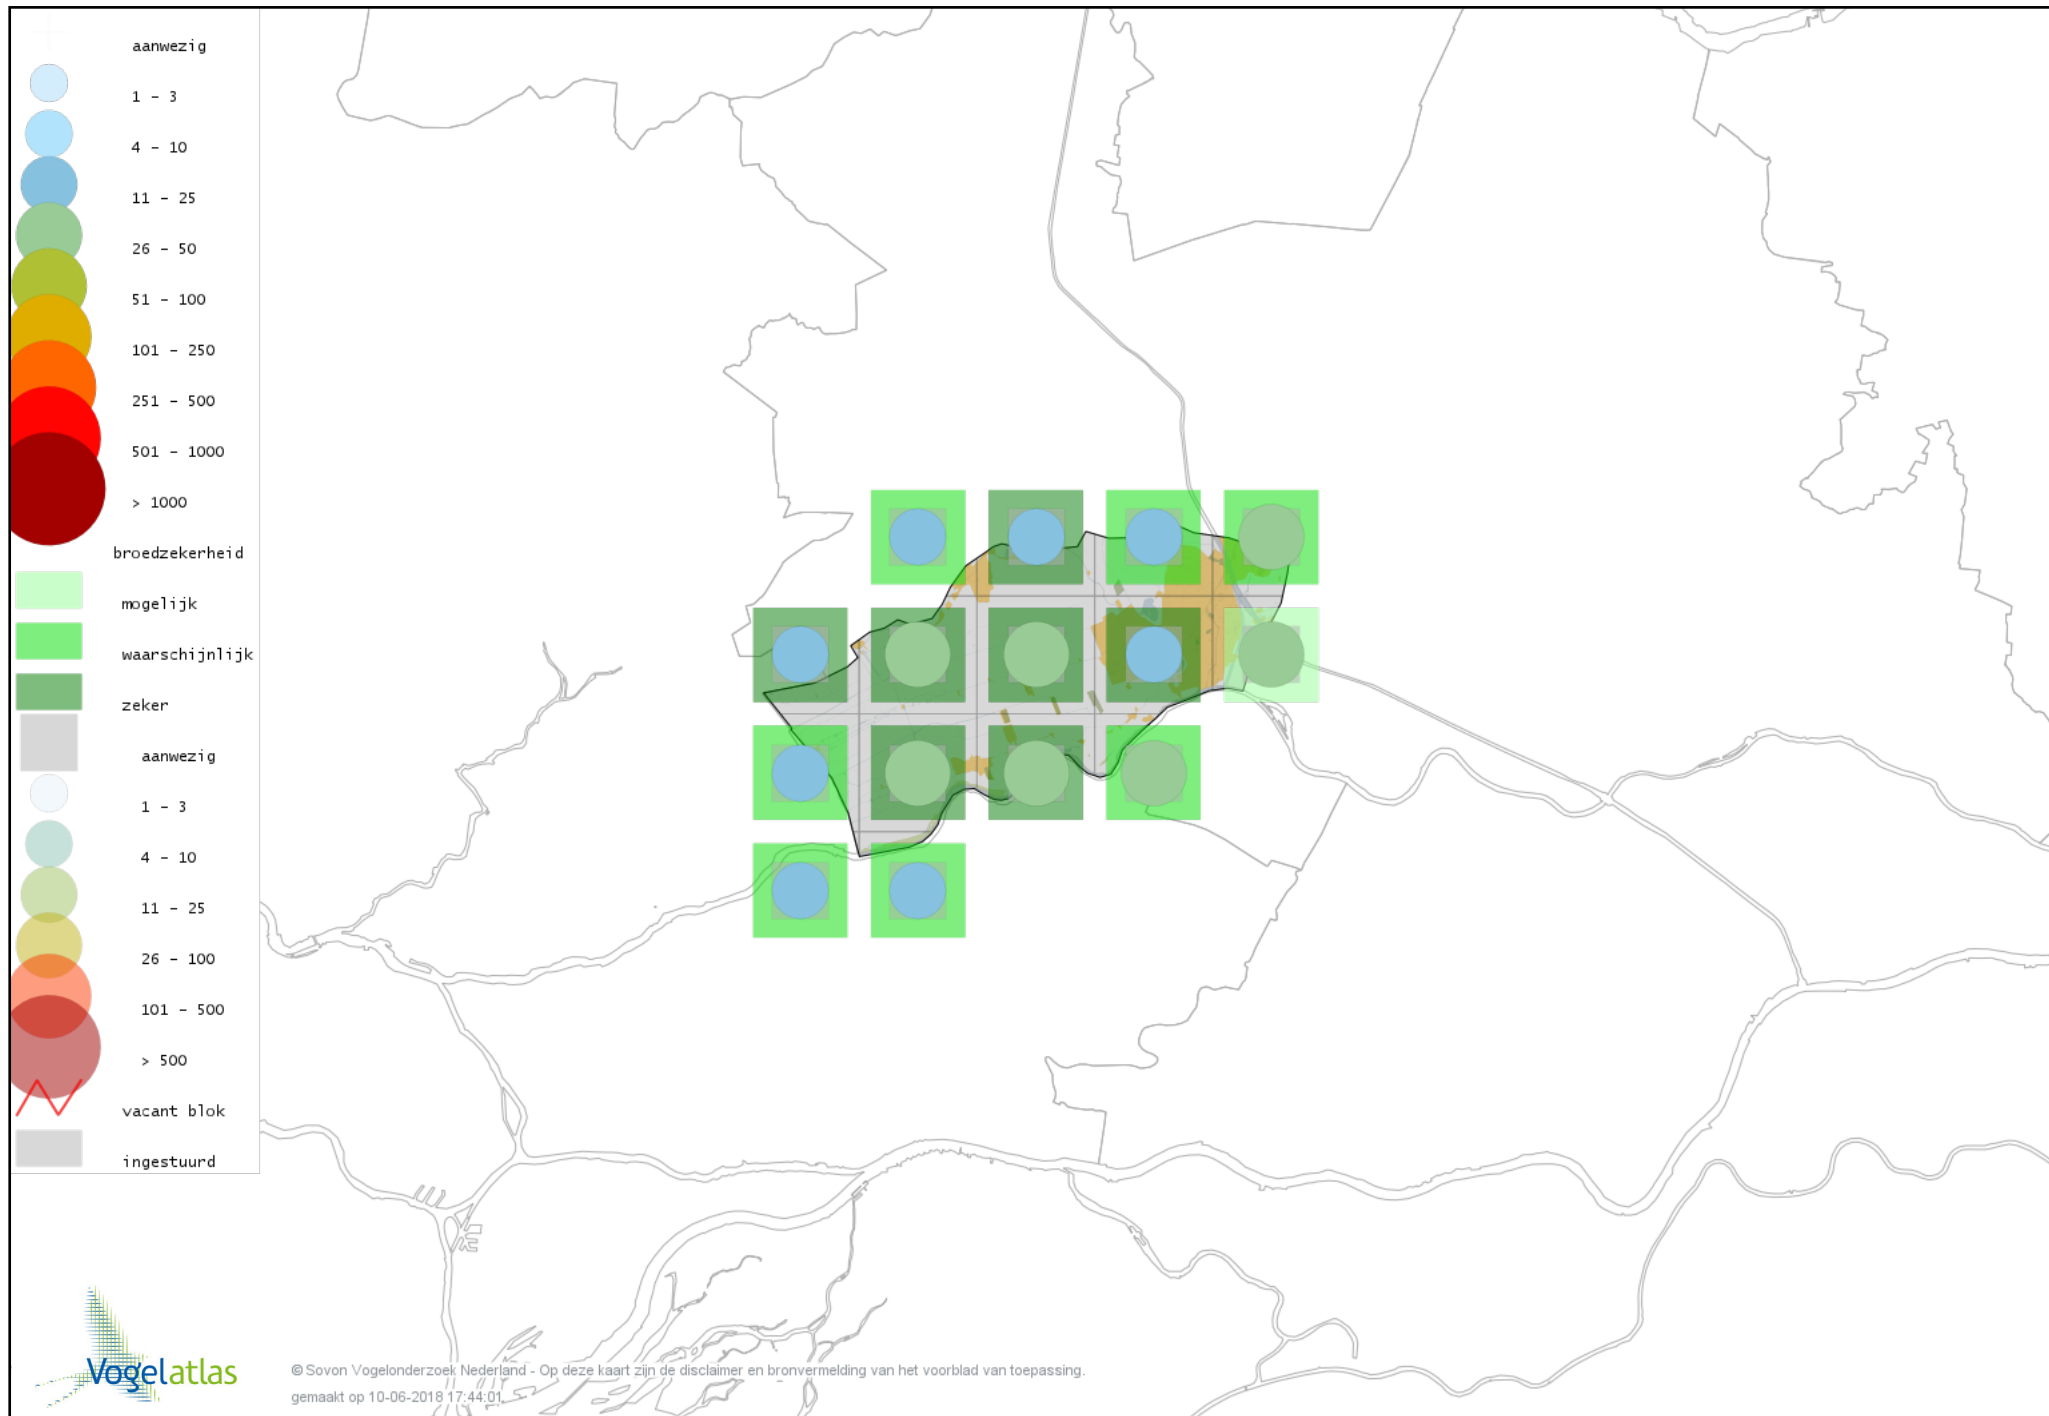 aanwezig
1 - 3
4 - 10
11 - 25
26 - 50
51 - 100
101 - 250
251 - 500
501 - 1000
> 1000
broedzekerheid
mogelijk
waarschijnlijk
zeker
aanwezig
1 - 3
4 - 10
11 - 25
26 - 100
101 - 500
> 500
vacant blok
ingestuurd
Vogelatlas
© Sovon Vogelonderzoek Nederland - Op deze kaart zijn de disclaimer en bronvermelding van het voorblad van toepassing.
gemaakt op 10-06-2018 17:44:01